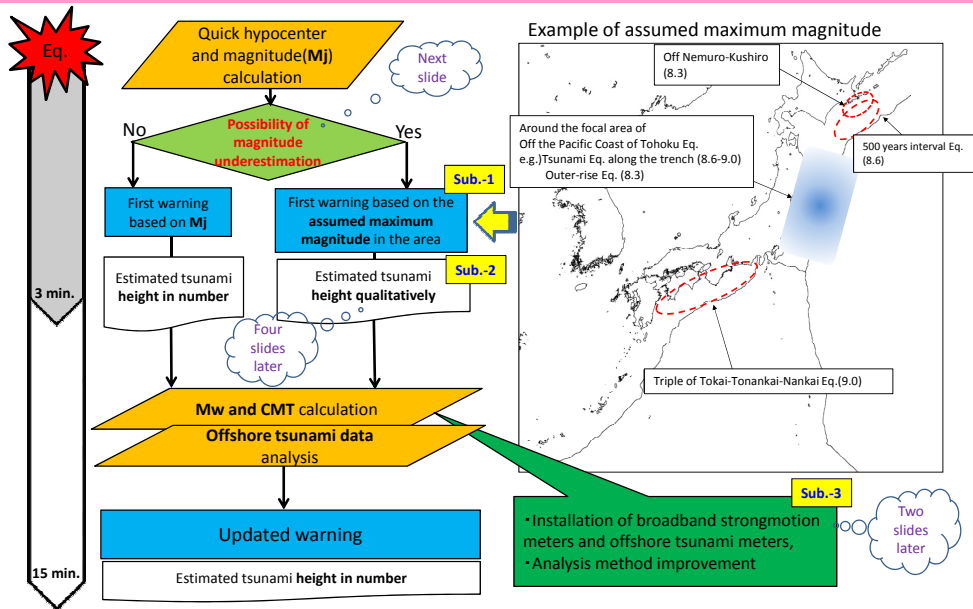 Eq.
Quick hypocenter
and magnitude(Mj)
calculation
Next
slide
No
Possibility of
magnitude
underestimation
Yes
Sub.-1
First warning
based on Mj
First warning based on the
assumed maximum
magnitude in the area
Sub.-2
Estimated tsunami
height in number
Estimated tsunami
height qualitatively
3 min.
Four
slides
later
Mw and CMT calculation
Offshore tsunami data
analysis
Updated warning
Estimated tsunami height in number
15 min.
Example of assumed maximum magnitude
Off Nemuro-Kushiro
(8.3)
Around the focal area of
Off the Pacific Coast of Tohoku Eq.
e.g.)Tsunami Eq. along the trench (8.6-9.0)
Outer-rise Eq. (8.3)
500 years interval Eq.
(8.6)
Triple of Tokai-Tonankai-Nankai Eq.(9.0)
Sub.-3
・Installation of broadband strongmotion
meters and offshore tsunami meters,
・Analysis method improvement
Two
slides
later